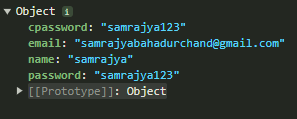 ▼ Object i
cpassword: "samrajya123"
email: "samrajyabahadurchand@gmail.com"
name: "samrajya"
password: "samrajya123"
▶ [[Prototype]]: Object